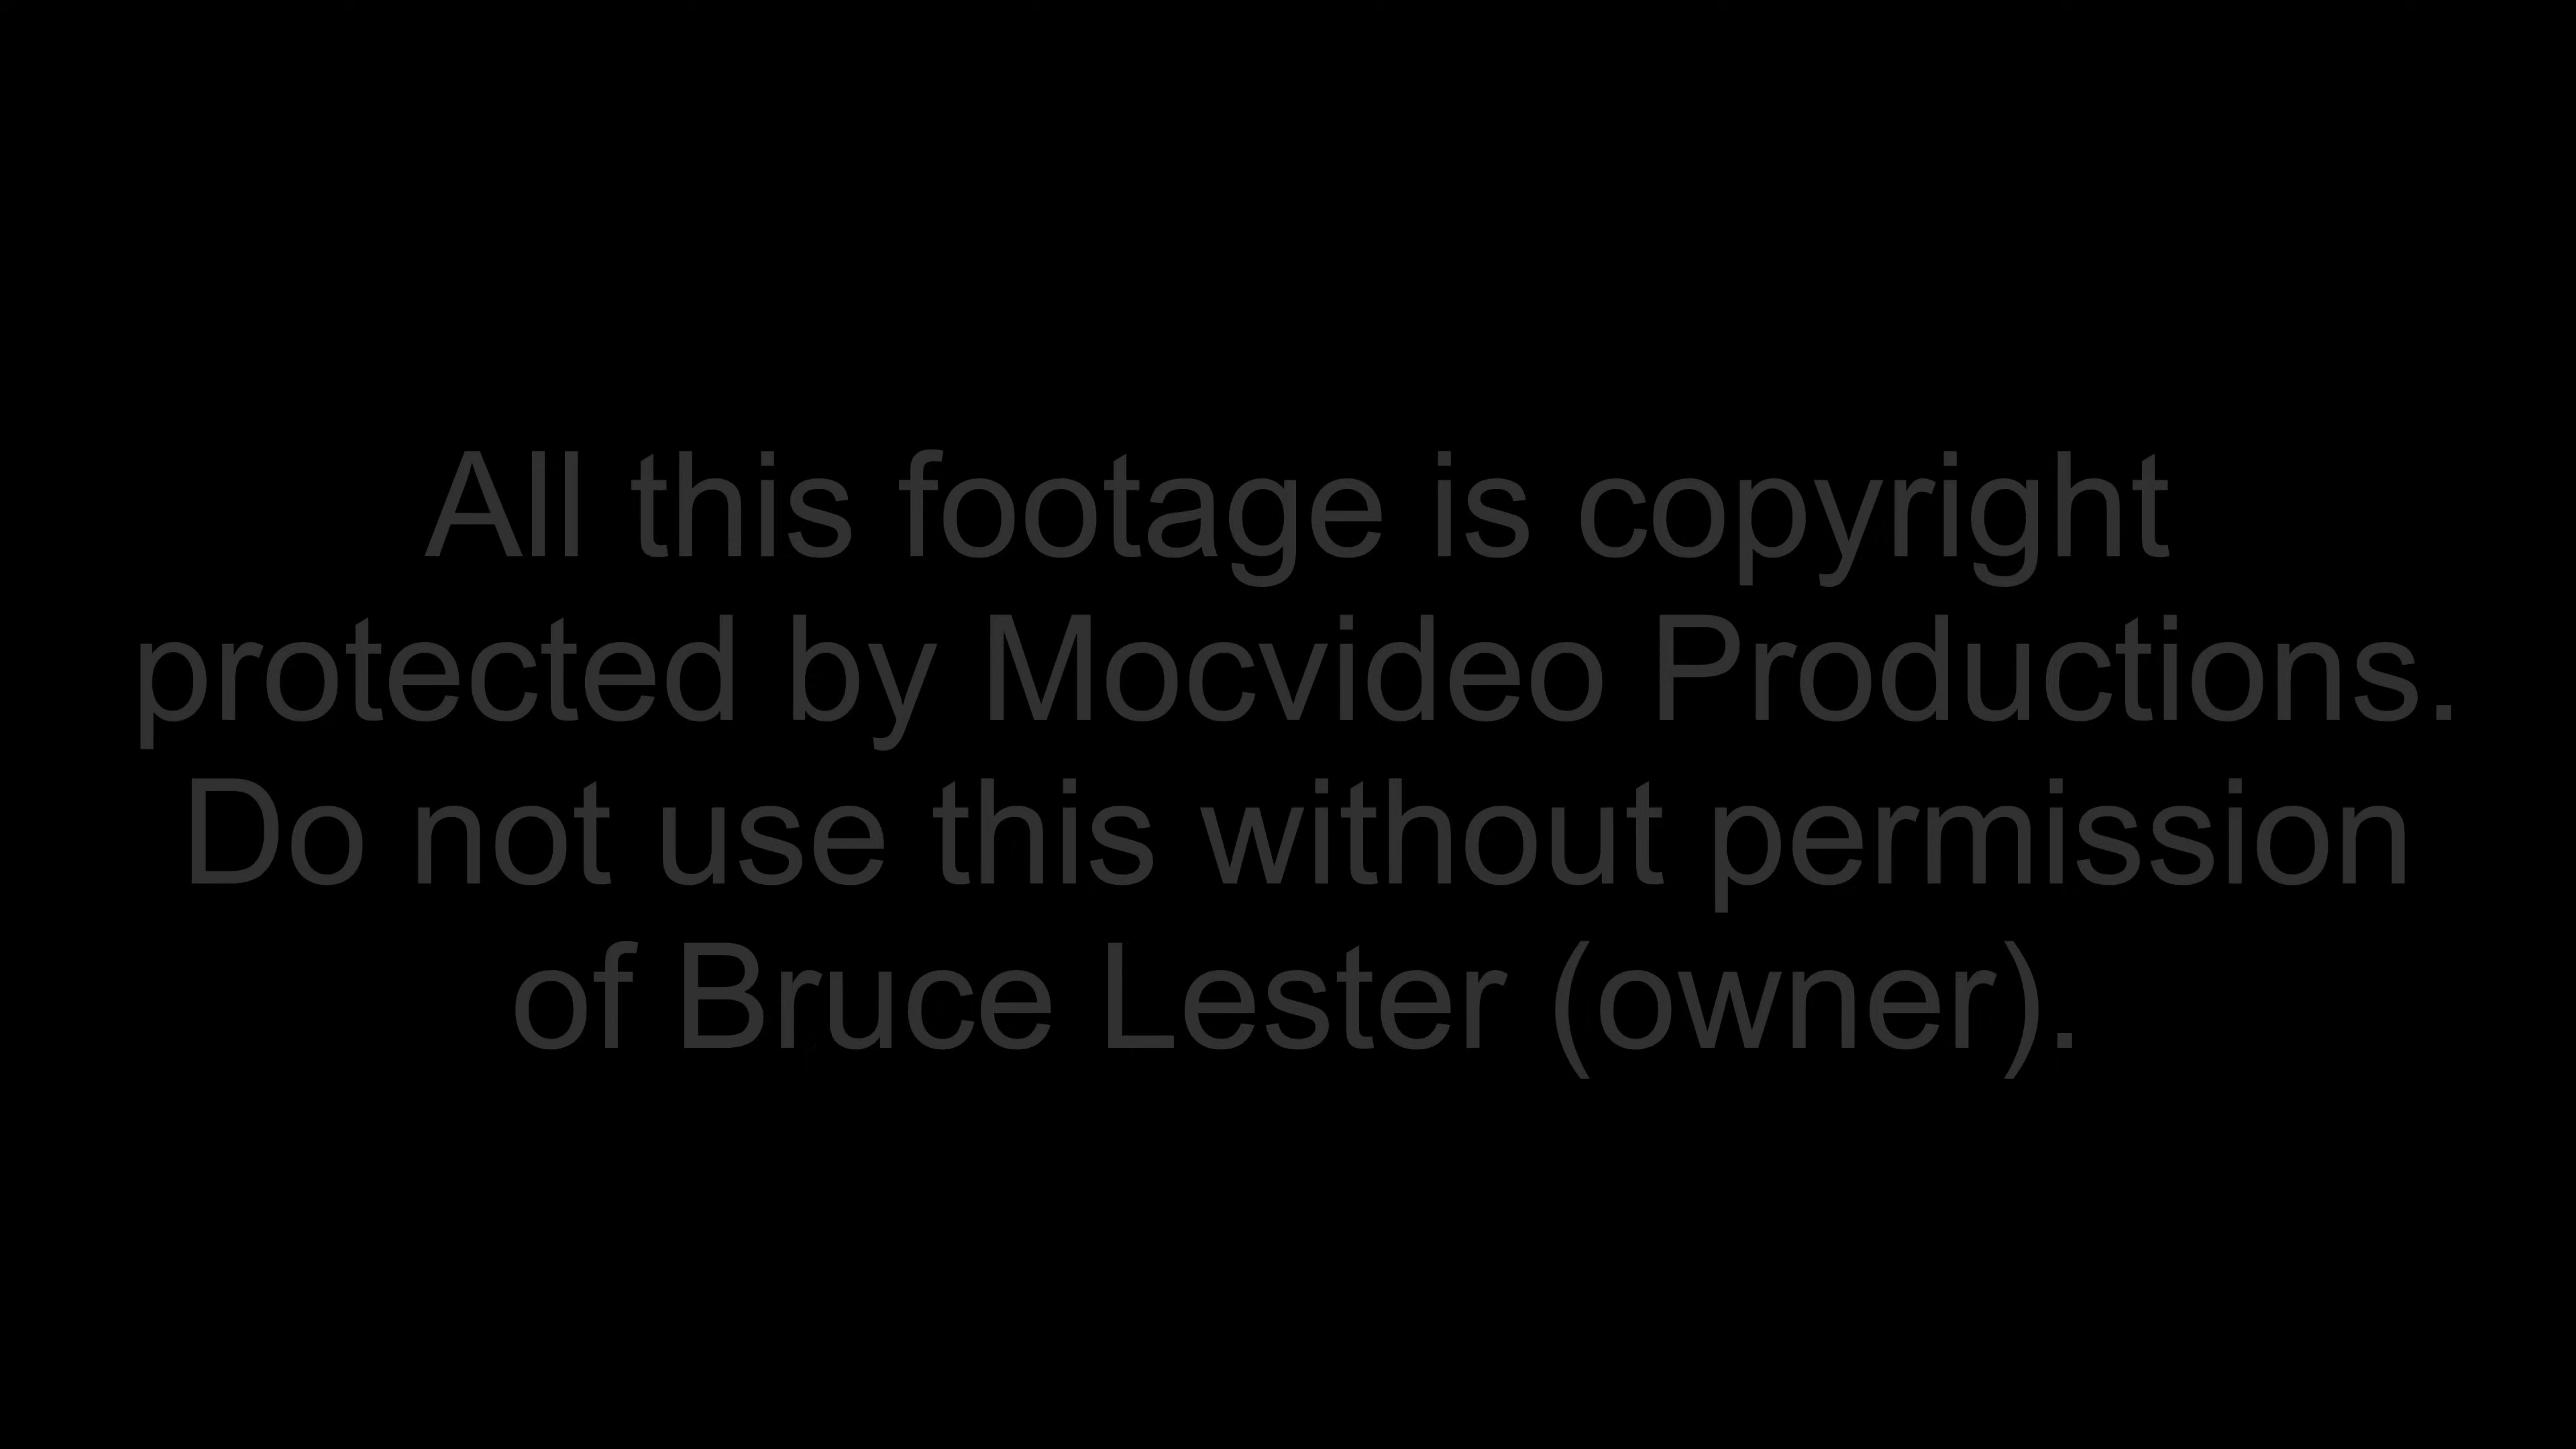 All this footage is copyright
protected by Mocvideo Productions.
Do not use this without permission
of Bruce Lester (owner).